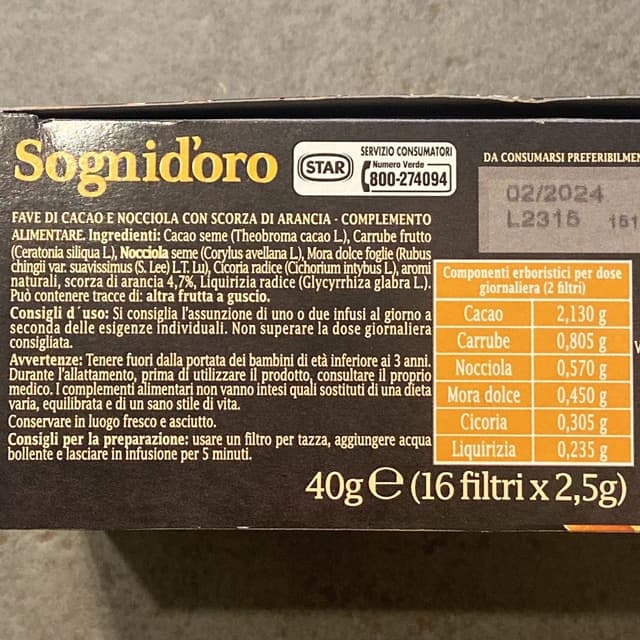 Sognid'oro
STAR
SERVIZIO CONSUMATORI
Numero Verde
800-274094
DA CONSUMARSI
02/2024
L2315
FAVE DI CACAO E NOCCIOLA CON SCORZA DI ARANCIA - COMPLEMENTO
ALIMENTARE. Ingredienti: Cacao seme (Theobroma cacao L.), Carrube frutto
(Ceratonia siliqua L.), Nocciola seme (Corylus avellana L.), Mora dolce foglie (Rubus
chingii var. suavissimus (S. Lee) L.T. Lu), Cicoria radice (Cichorium intybus L.), aromi
naturali, scorza di arancia 4,7%, Liquirizia radice (Glycyrrhiza glabra L.).
Può contenere tracce di: altra frutta a guscio.
Consigli d'uso: Si consiglia l'assunzione di uno o due infusi al giorno a
seconda delle esigenze individuali. Non superare la dose giornaliera
consigliata.
Avvertenze: Tenere fuori dalla portata dei bambini di età inferiore ai 3 anni.
Durante l'allattamento, prima di utilizzare il prodotto, consultare il proprio
medico. I complementi alimentari non vanno intesi quali sostituti di una dieta
varia, equilibrata e di un sano stile di vita.
Conservare in luogo fresco e asciutto.
Consigli per la preparazione: usare un filtro per tazza, aggiungere acqua
bollente e lasciare in infusione per 5 minuti.
Componenti erboristici per dose
giornaliera (2 filtri)
Cacao 2,130 g
Carrube 0,805 g
Nocciola 0,570 g
Mora dolce 0,450 g
Cicoria 0,305 g
Liquirizia 0,235 g
40g e (16 filtri x 2,5g)